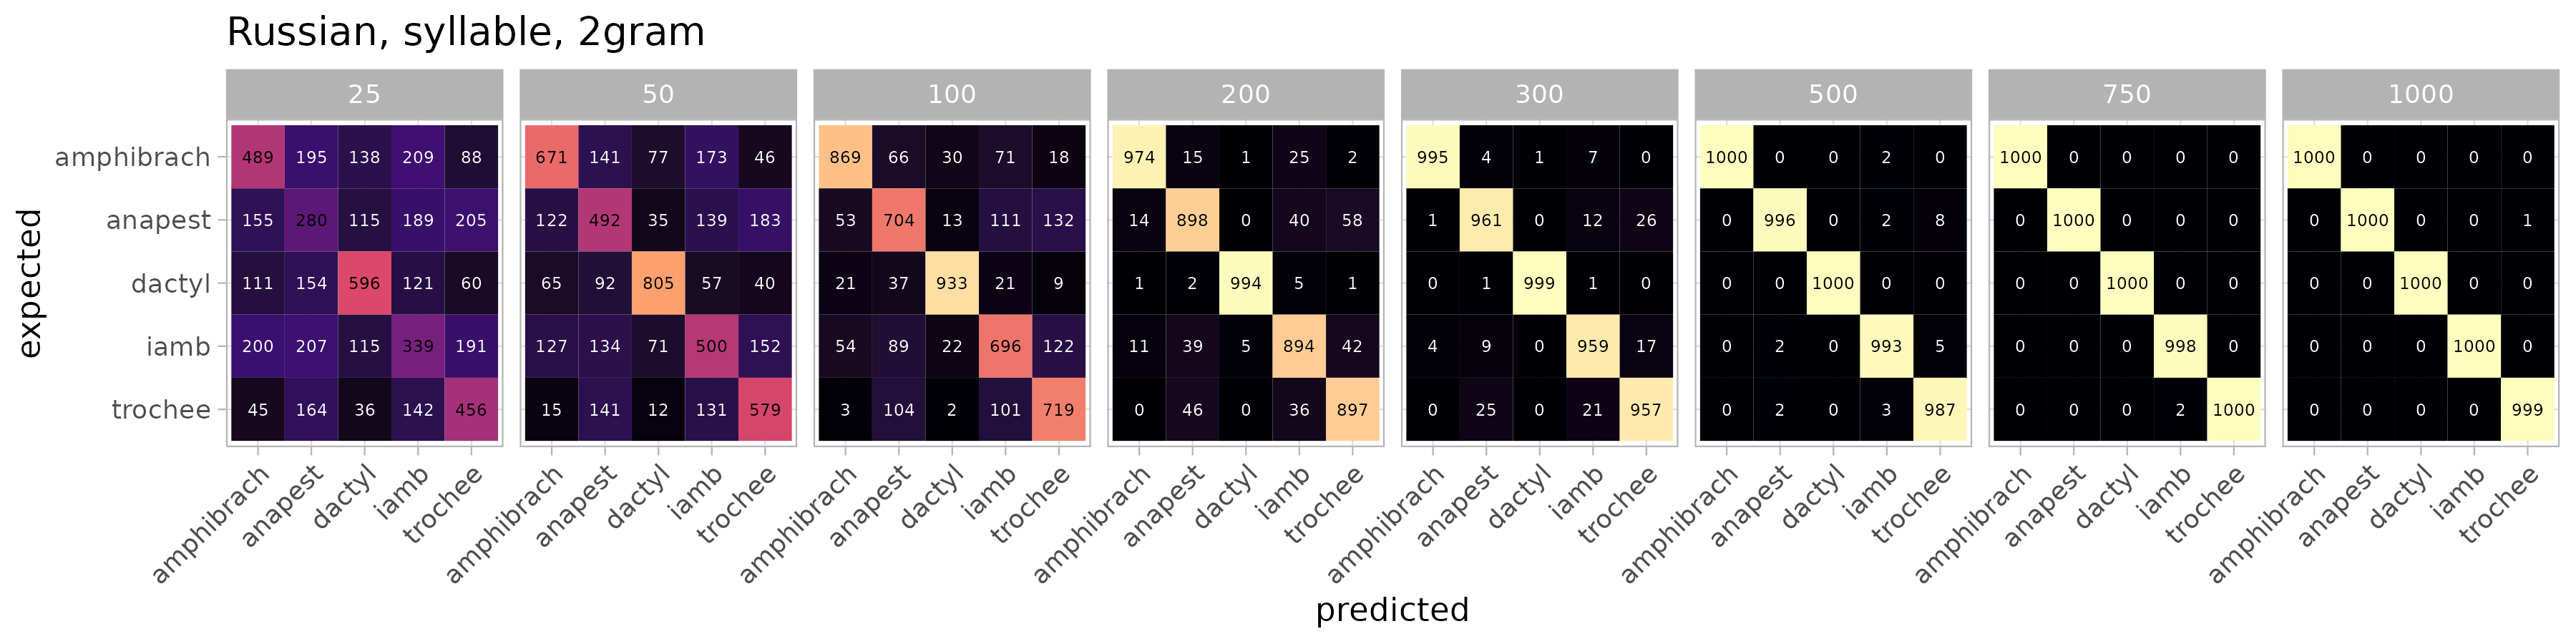 Russian, syllable, 2gram
25 50 100 200 300 500 750 1000
expected
amphibrach 489 195 138 209 88 671 141 77 173 46 869 66 30 71 18 974 15 1 25 2 995 4 1 7 0 1000 0 0 2 0 1000 0 0 0 0 1000 0 0 0 0
anapest 155 280 115 189 205 122 492 35 139 183 53 704 13 111 132 14 898 0 40 58 1 961 0 12 26 0 996 0 2 8 0 1000 0 0 0 0 1000 0 0 1
dactyl 111 154 596 121 60 65 92 805 57 40 21 37 933 21 9 1 2 994 5 1 0 1 999 1 0 0 0 1000 0 0 0 0 1000 0 0 0 0 1000 0 0
iamb 200 207 115 339 191 127 134 71 500 152 54 89 22 696 122 11 39 5 894 42 4 9 0 959 17 0 2 0 993 5 0 0 0 998 0 0 0 0 1000 0
trochee 45 164 36 142 456 15 141 12 131 579 3 104 2 101 719 0 46 0 36 897 0 25 0 21 957 0 2 0 3 987 0 0 0 2 1000 0 0 0 0 999
amphibrach anapest dactyl iamb trochee amphibrach anapest dactyl iamb trochee amphibrach anapest dactyl iamb trochee amphibrach anapest dactyl iamb trochee amphibrach anapest dactyl iamb trochee amphibrach anapest dactyl iamb trochee amphibrach anapest dactyl iamb trochee amphibrach anapest dactyl iamb trochee
predicted